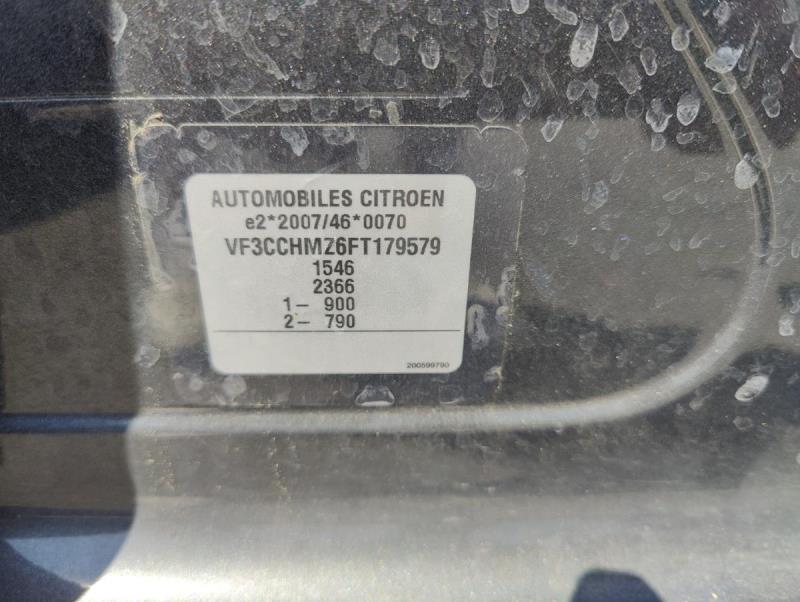 AUTOMOBILES CITROEN
e2*2007/46*0070
VF3CCHMZ6FT179579
1546
2366
1– 900
2– 790
200599790